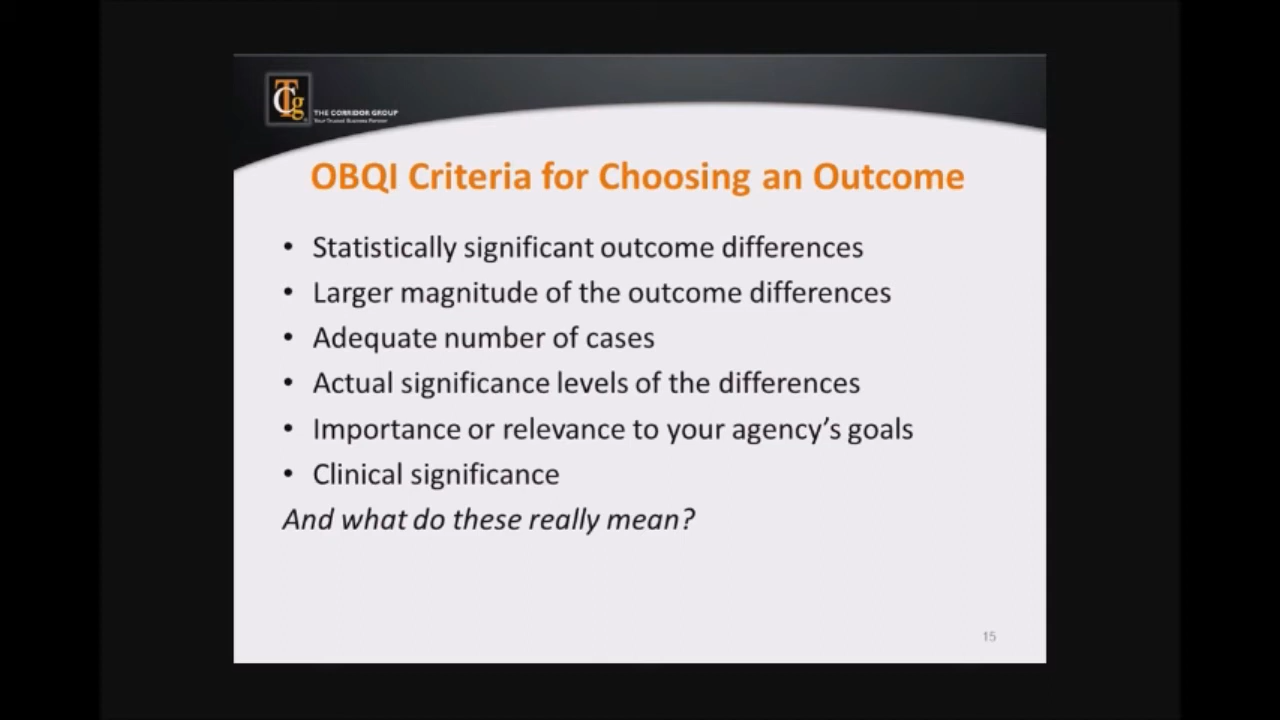 TCg
THE CORRIDOR GROUP
Your Trusted Business Partner
OBQI Criteria for Choosing an Outcome
• Statistically significant outcome differences
• Larger magnitude of the outcome differences
• Adequate number of cases
• Actual significance levels of the differences
• Importance or relevance to your agency’s goals
• Clinical significance
And what do these really mean?
15